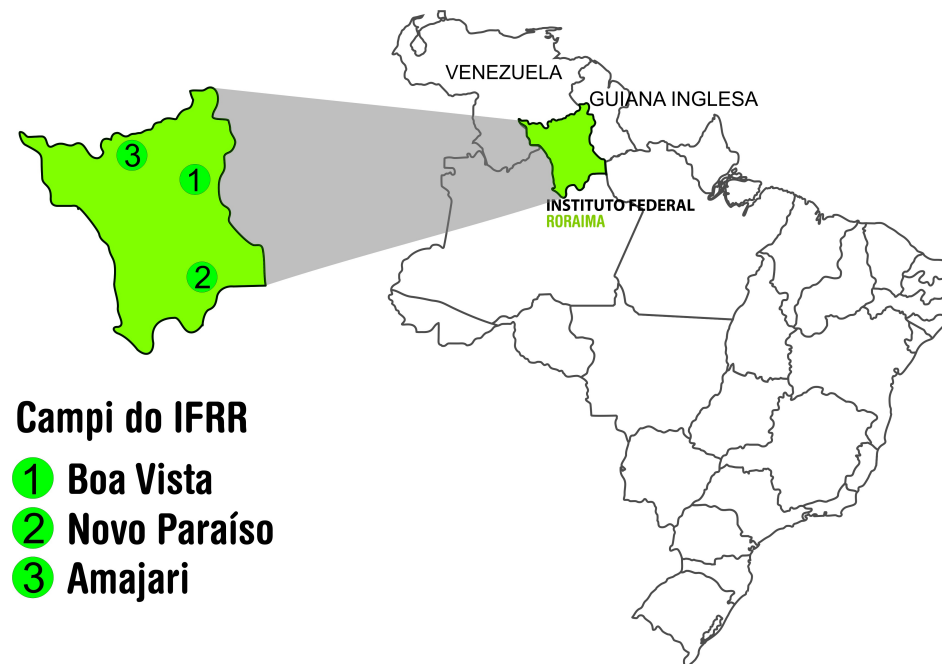 VENEZUELA
GUIANA INGLESA
3
1
2
INSTITUTO FEDERAL
RORAIMA
Campi do IFRR
1 Boa Vista
2 Novo Paraíso
3 Amajari